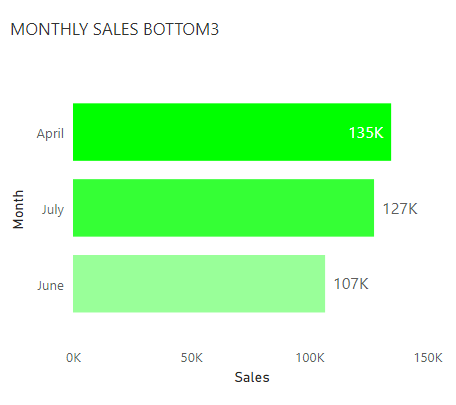 MONTHLY SALES BOTTOM3
April
135K
July
127K
June
107K
Month
0K
50K
100K
150K
Sales